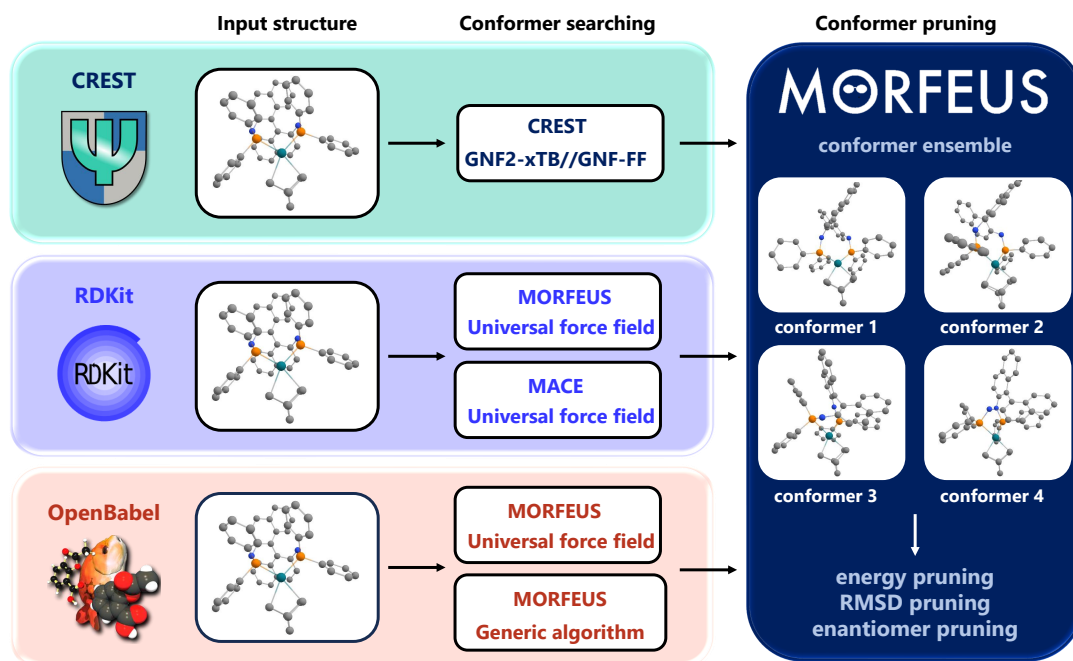 Input structure
Conformer searching
Conformer pruning
CREST
CREST
GNF2-xTB//GNF-FF
RDKit
RDKit
MORFEUS
Universal force field
MACE
Universal force field
OpenBabel
MORFEUS
Universal force field
MORFEUS
Generic algorithm
MORFEUS
conformer ensemble
conformer 1
conformer 2
conformer 3
conformer 4
energy pruning
RMSD pruning
enantiomer pruning